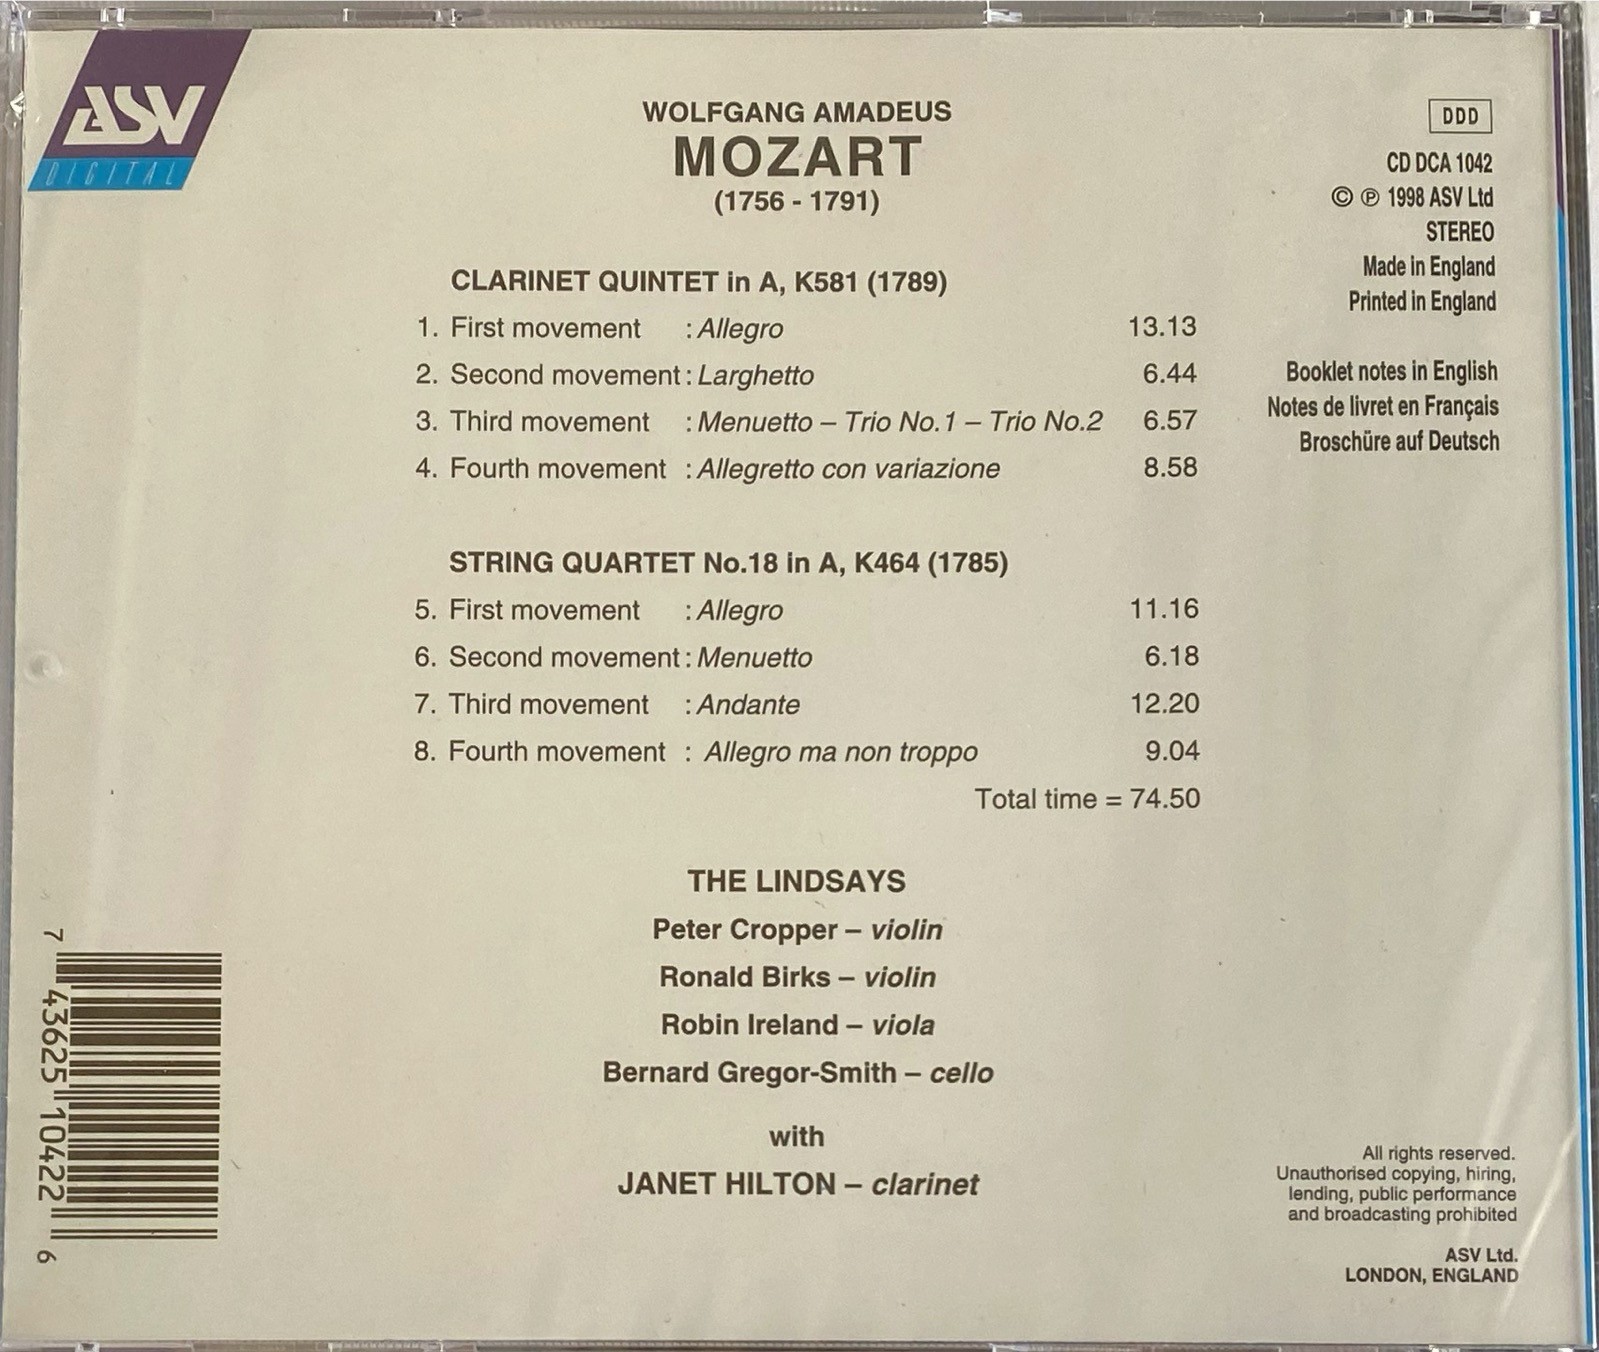 ASV
DIGITAL
WOLFGANG AMADEUS
MOZART
(1756 - 1791)
DDD
CD DCA 1042
© ℗ 1998 ASV Ltd
STEREO
Made in England
Printed in England
Booklet notes in English
Notes de livret en Français
Broschüre auf Deutsch
CLARINET QUINTET in A, K581 (1789)
1. First movement : Allegro 13.13
2. Second movement : Larghetto 6.44
3. Third movement : Menuetto – Trio No.1 – Trio No.2 6.57
4. Fourth movement : Allegretto con variazione 8.58
STRING QUARTET No.18 in A, K464 (1785)
5. First movement : Allegro 11.16
6. Second movement : Menuetto 6.18
7. Third movement : Andante 12.20
8. Fourth movement : Allegro ma non troppo 9.04
Total time = 74.50
THE LINDSAYS
Peter Cropper – violin
Ronald Birks – violin
Robin Ireland – viola
Bernard Gregor-Smith – cello
with
JANET HILTON – clarinet
7 43625 10422 6
All rights reserved.
Unauthorised copying, hiring,
lending, public performance
and broadcasting prohibited
ASV Ltd.
LONDON, ENGLAND